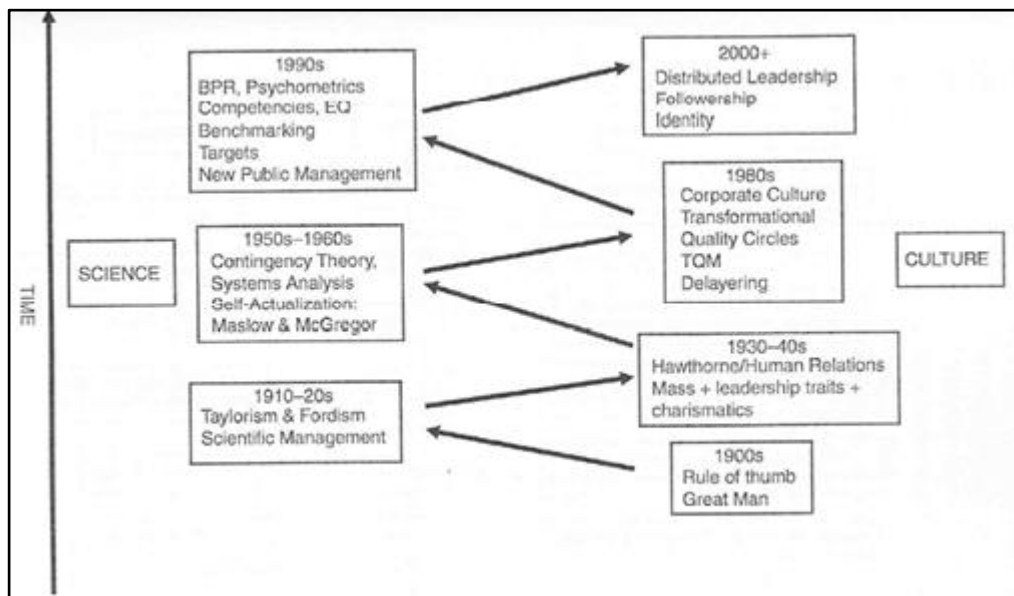 1990s
BPR, Psychometrics
Competencies, EQ
Benchmarking
Targets
New Public Management
2000+
Distributed Leadership
Followership
Identity
1980s
Corporate Culture
Transformational
Quality Circles
TQM
Delayering
SCIENCE
1950s–1960s
Contingency Theory,
Systems Analysis
Self-Actualization:
Maslow & McGregor
CULTURE
TIME
1930–40s
Hawthorne/Human Relations
Mass + leadership traits +
charismatics
1910–20s
Taylorism & Fordism
Scientific Management
1900s
Rule of thumb
Great Man